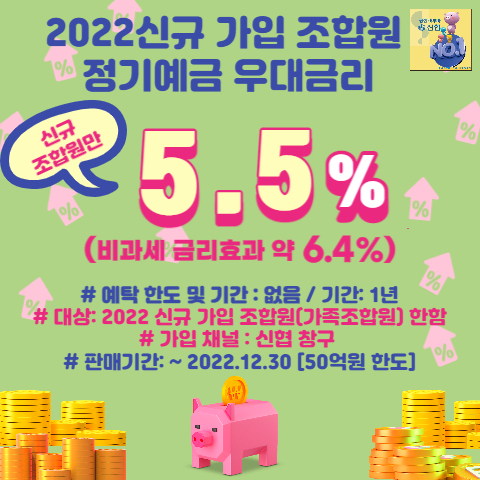 2022신규 가입 조합원
정기예금 우대금리
신규
조합원만
5.5%
(비과세 금리효과 약 6.4%)
# 예탁 한도 및 기간 : 없음 / 기간: 1년
# 대상: 2022 신규 가입 조합원(가족조합원) 한함
# 가입 채널 : 신협 창구
# 판매기간: ~ 2022.12.30 [50억원 한도]
NO.1
%
%
%
%
%
%
%